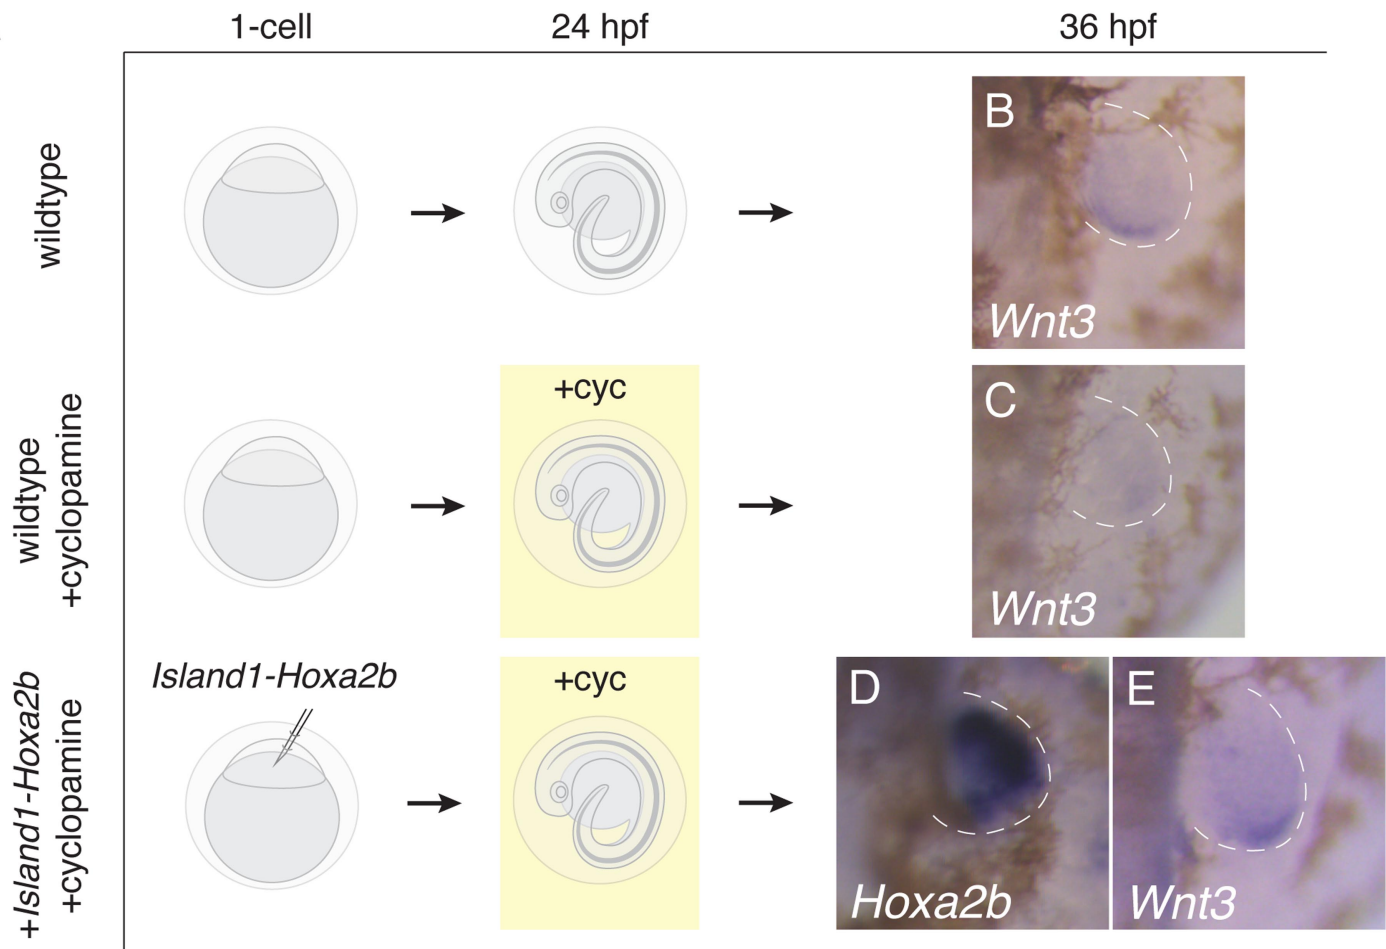 1-cell
24 hpf
36 hpf
wildtype
B
Wnt3
wildtype
+cyclopamine
+cyc
C
Wnt3
+Island1-Hoxa2b
+cyclopamine
Island1-Hoxa2b
+cyc
D
Hoxa2b
E
Wnt3